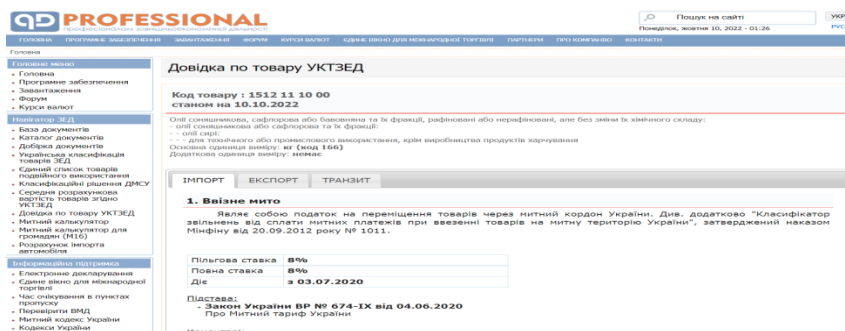 QD PROFESSIONAL
професіоналам зовнішньоекономічної діяльності
Пошук на сайті
УКР
Понеділок, жовтня 10, 2022 - 01:26
РУС
ГОЛОВНА ПРОГРАМНЕ ЗАБЕЗПЕЧЕННЯ ЗАВАНТАЖЕННЯ ФОРУМ КУРСИ ВАЛЮТ ЄДИНЕ ВІКНО ДЛЯ МІЖНАРОДНОЇ ТОРГІВЛІ ПАРТНЕРИ ПРО КОМПАНІЮ КОНТАКТИ
Головна
Головне меню
Головна
Програмне забезпечення
Завантаження
Форум
Курси валют
Навігатор ЗЕД
База документів
Каталог документів
Добірка документів
Українська класифікація
товарів ЗЕД
Єдиний список товарів
подвійного використання
Класифікаційні рішення ДМСУ
Середня розрахункова
вартість товарів згідно
УКТЗЕД
Довідка по товару УКТЗЕД
Митний калькулятор
Митний калькулятор для
громадян (М16)
Розрахунок імпорта
автомобіля
Інформаційна підтримка
Електронне декларування
Єдине вікно для міжнародної
торгівлі
Час очікування в пунктах
пропуску
Перевірити ВМД
Митний кодекс України
Кодекси України
Довідка по товару УКТЗЕД
Код товару : 1512 11 10 00
станом на 10.10.2022
Олії соняшникова, сафлорова або бавовняна та їх фракції, рафіновані або нерафіновані, але без зміни їх хімічного складу:
- олії соняшникова або сафлорова та їх фракції:
- - олії сирі:
- - - для технічного або промислового використання, крім виробництва продуктів харчування
Основна одиниця виміру: кг (код 166)
Додаткова одиниця виміру: немає
ІМПОРТ ЕКСПОРТ ТРАНЗИТ
1. Ввізне мито
Являє собою податок на переміщення товарів через митний кордон України. Див. додатково "Класифікатор
звільнень від сплати митних платежів при ввезенні товарів на митну територію України", затверджений наказом
Мінфіну від 20.09.2012 року № 1011.
Пільгова ставка 8%
Повна ставка 8%
Діє з 03.07.2020
Підстава:
Закон України ВР № 674-IX від 04.06.2020
Про Митний тариф України